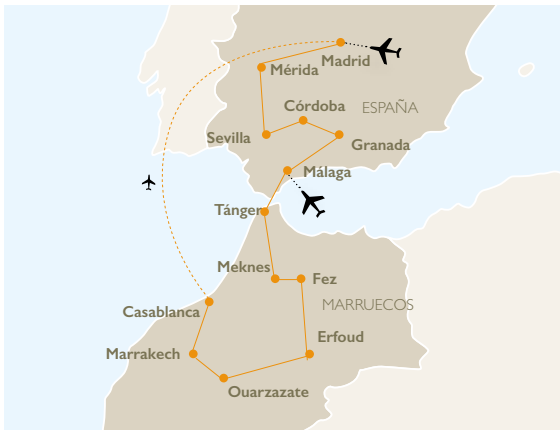 Madrid
Mérida
Córdoba
ESPAÑA
Sevilla
Granada
Málaga
Tánger
Meknes
Fez
MARRUECOS
Casablanca
Erfoud
Marrakech
Ouarzazate